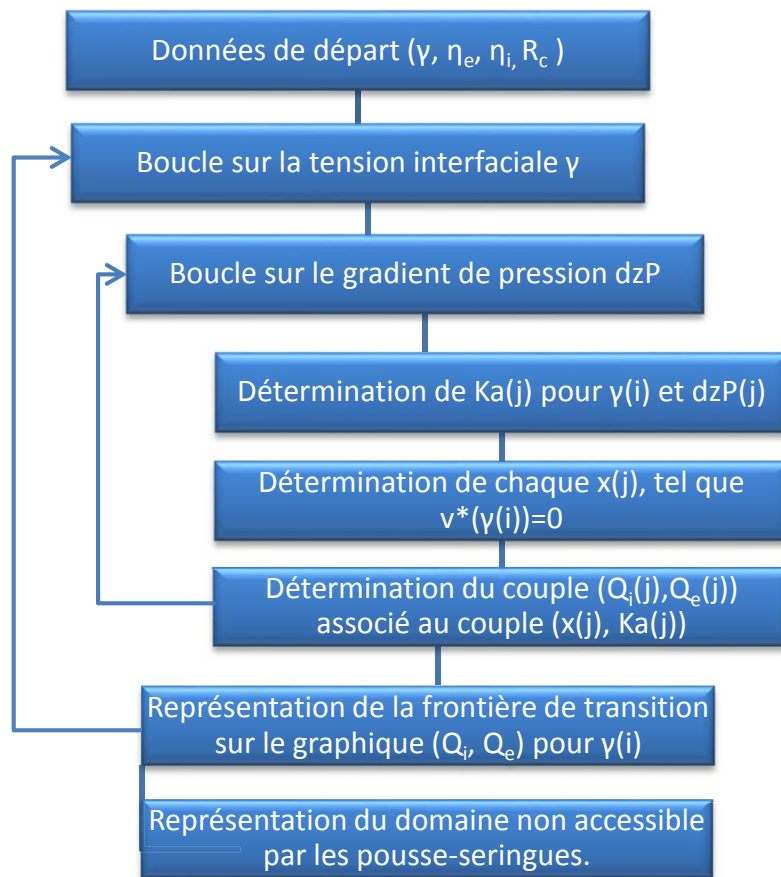 Données de départ (γ, ηe, ηi, Rc )
Boucle sur la tension interfaciale γ
Boucle sur le gradient de pression dzP
Détermination de Ka(j) pour γ(i) et dzP(j)
Détermination de chaque x(j), tel que
v*(γ(i))=0
Détermination du couple (Qi(j),Qe(j))
associé au couple (x(j), Ka(j))
Représentation de la frontière de transition
sur le graphique (Qi, Qe) pour γ(i)
Représentation du domaine non accessible
par les pousse-seringues.